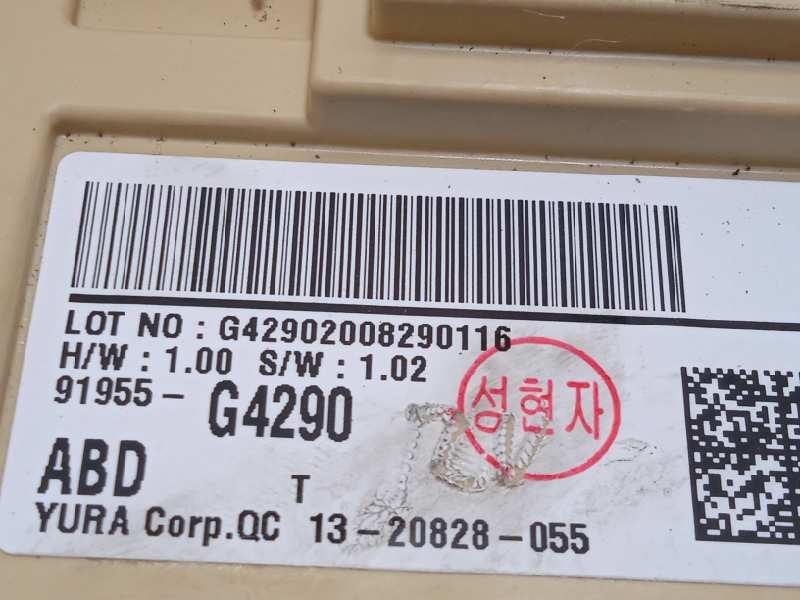 LOT NO : G42902008290116
H/W : 1.00 S/W : 1.02
91955- G4290
성현자
ABD
T
YURA Corp.QC 13-20828-055